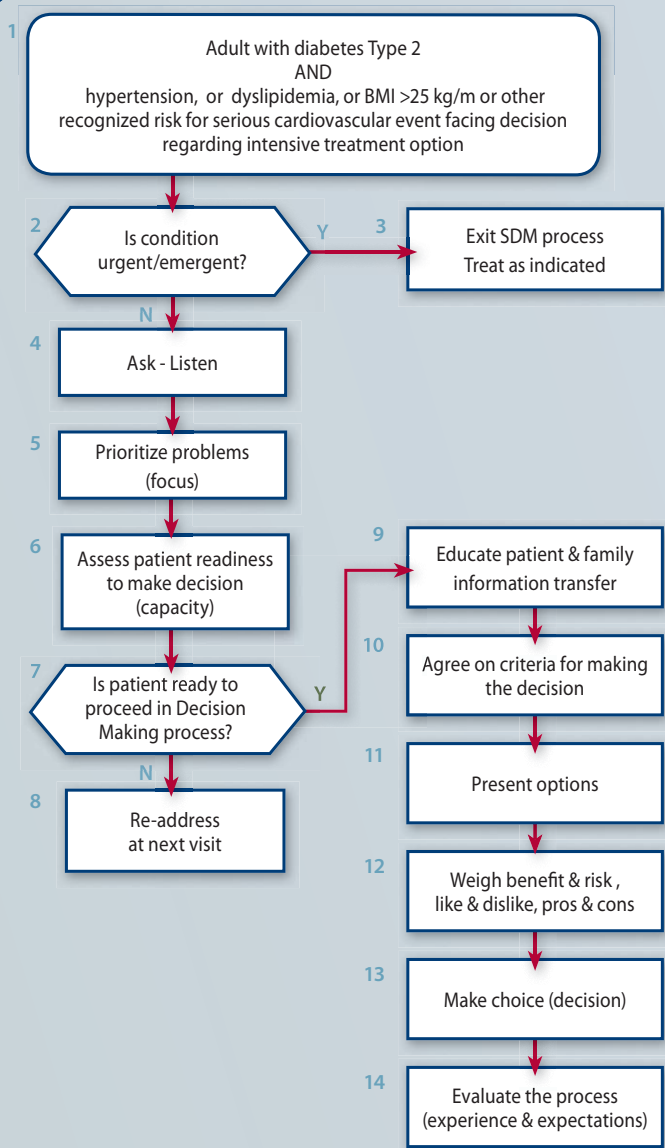 1
Adult with diabetes Type 2
AND
hypertension, or dyslipidemia, or BMI >25 kg/m or other
recognized risk for serious cardiovascular event facing decision
regarding intensive treatment option
2
Is condition
urgent/emergent?
Y
3
Exit SDM process
Treat as indicated
N
4
Ask - Listen
5
Prioritize problems
(focus)
6
Assess patient readiness
to make decision
(capacity)
7
Is patient ready to
proceed in Decision
Making process?
Y
N
8
Re-address
at next visit
9
Educate patient & family
information transfer
10
Agree on criteria for making
the decision
11
Present options
12
Weigh benefit & risk ,
like & dislike, pros & cons
13
Make choice (decision)
14
Evaluate the process
(experience & expectations)